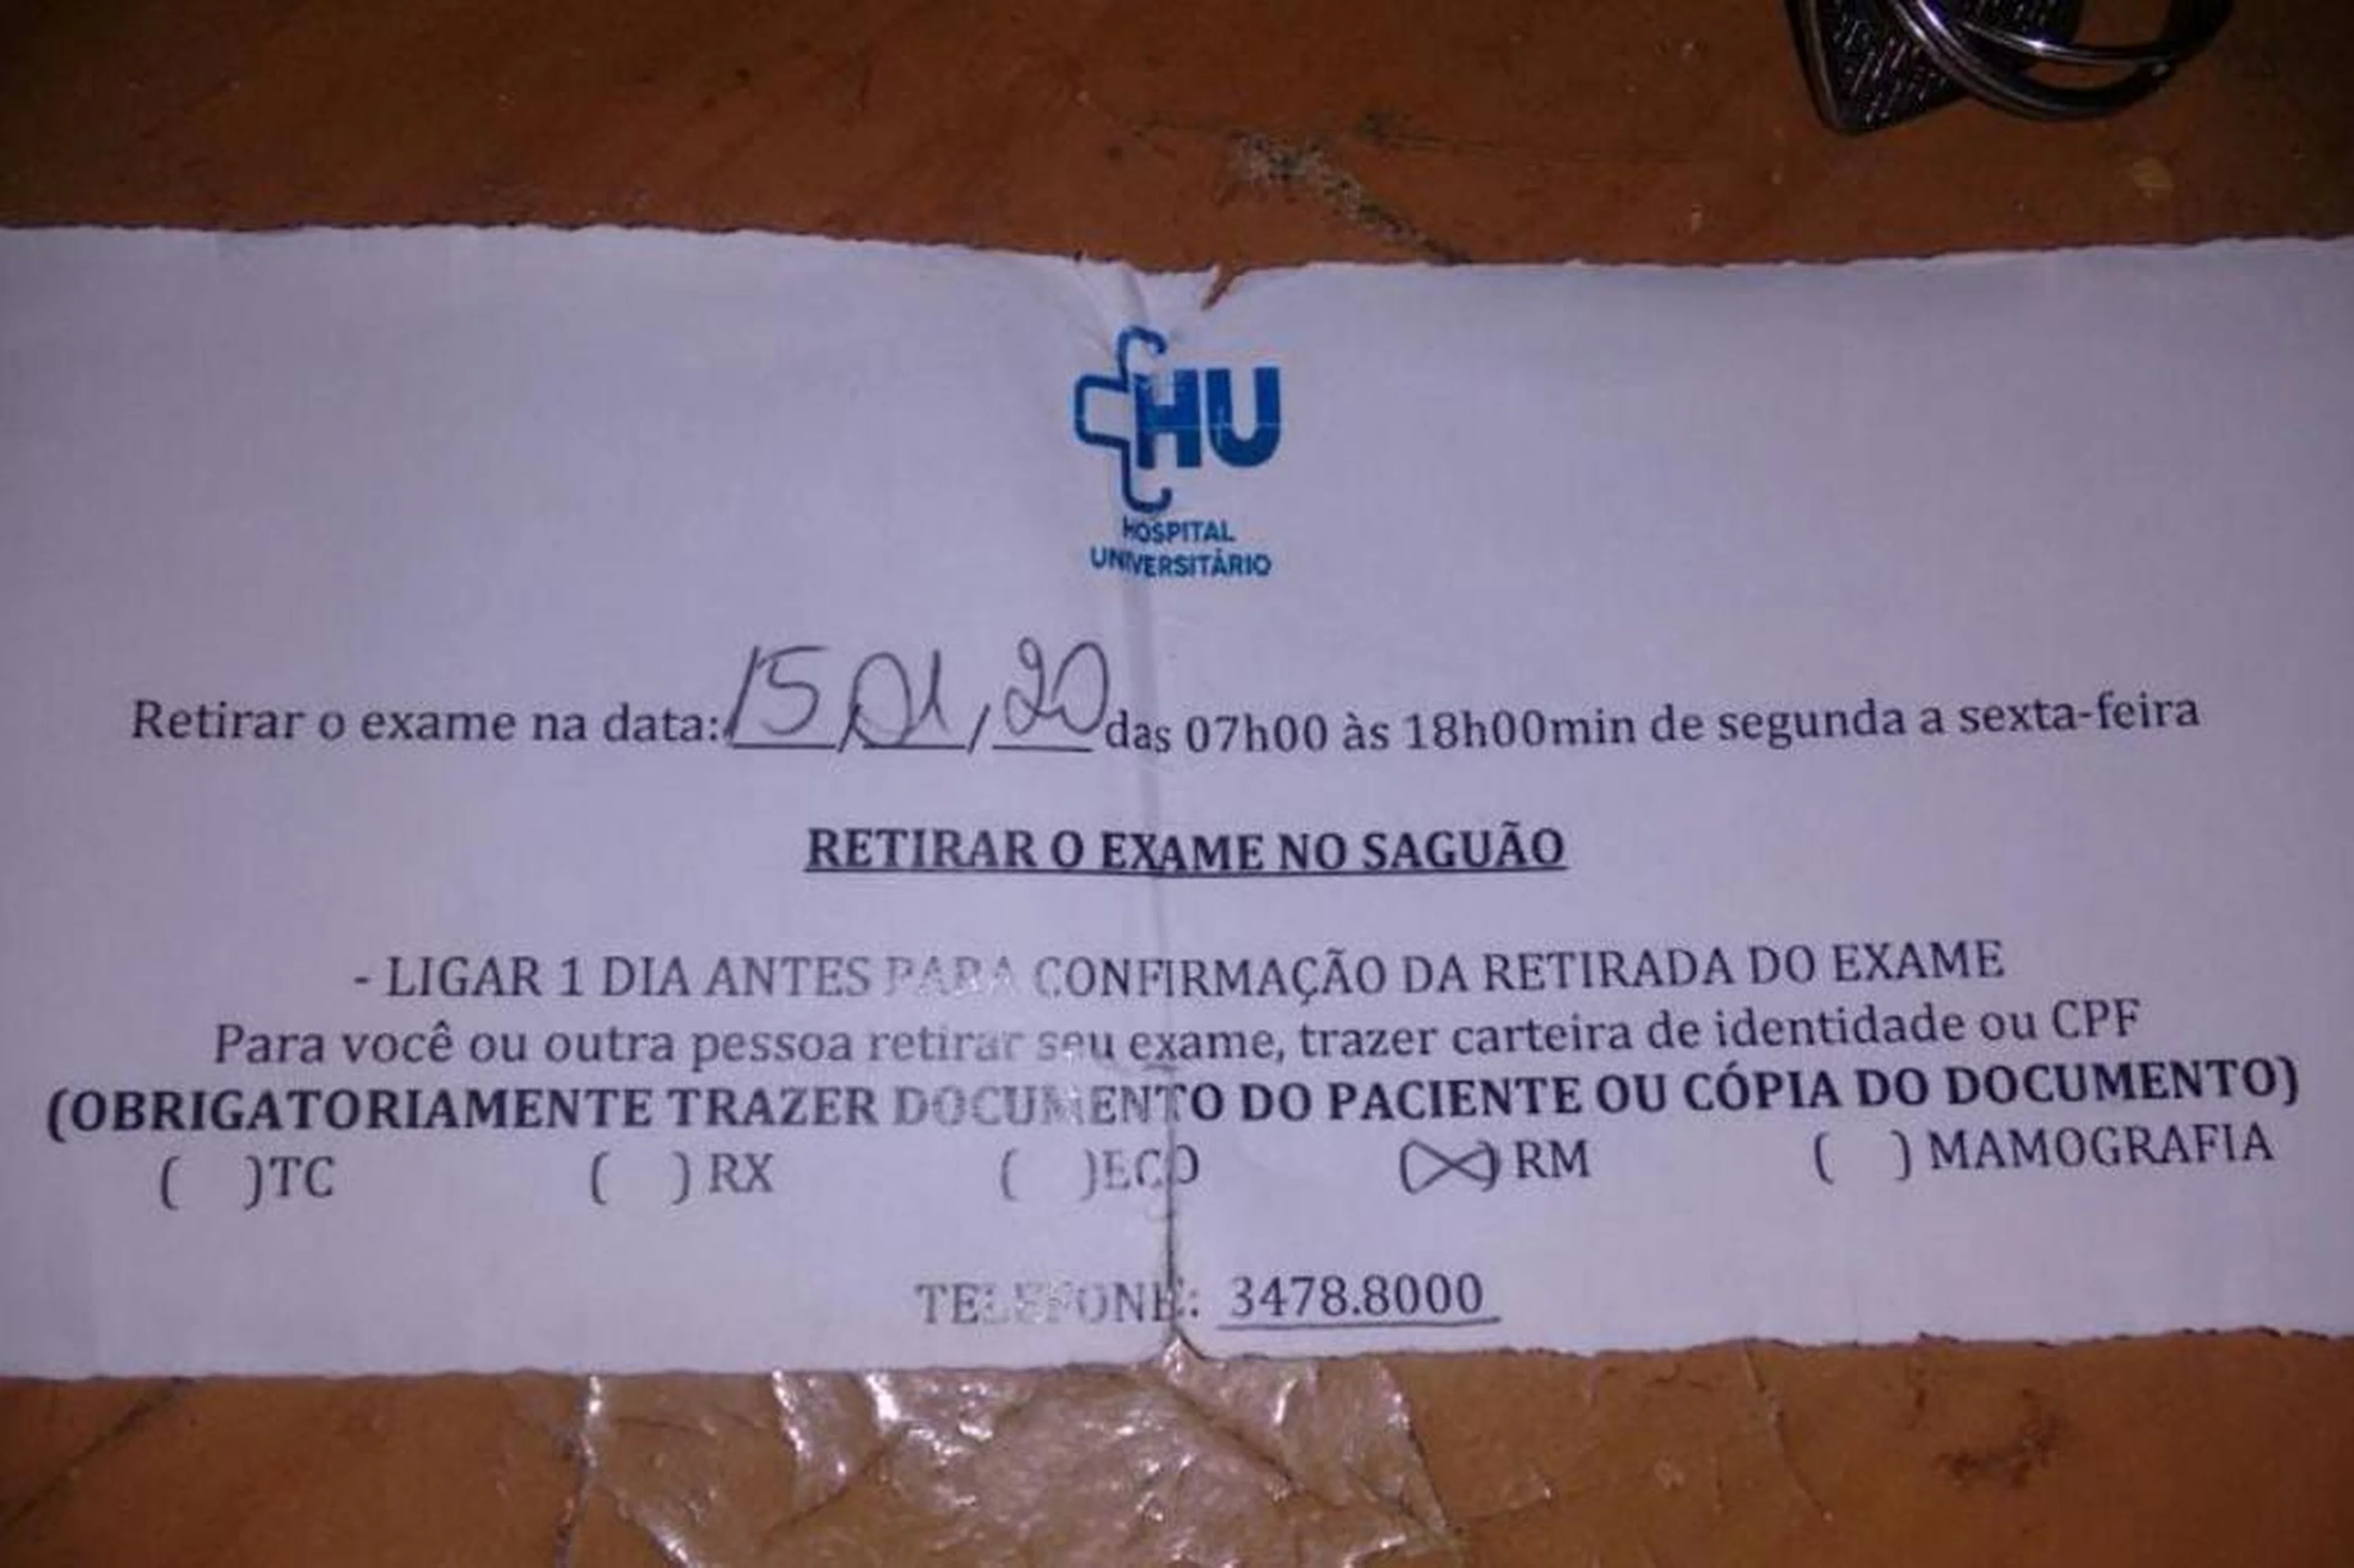 HU
HOSPITAL
UNIVERSITÁRIO
Retirar o exame na data: 15/01/20 das 07h00 às 18h00min de segunda a sexta-feira
RETIRAR O EXAME NO SAGUÃO
- LIGAR 1 DIA ANTES PARA CONFIRMAÇÃO DA RETIRADA DO EXAME
Para você ou outra pessoa retirar seu exame, trazer carteira de identidade ou CPF
(OBRIGATORIAMENTE TRAZER DOCUMENTO DO PACIENTE OU CÓPIA DO DOCUMENTO)
( )TC ( ) RX ( )ECO (X) RM ( ) MAMOGRAFIA
TELEFONE: 3478.8000